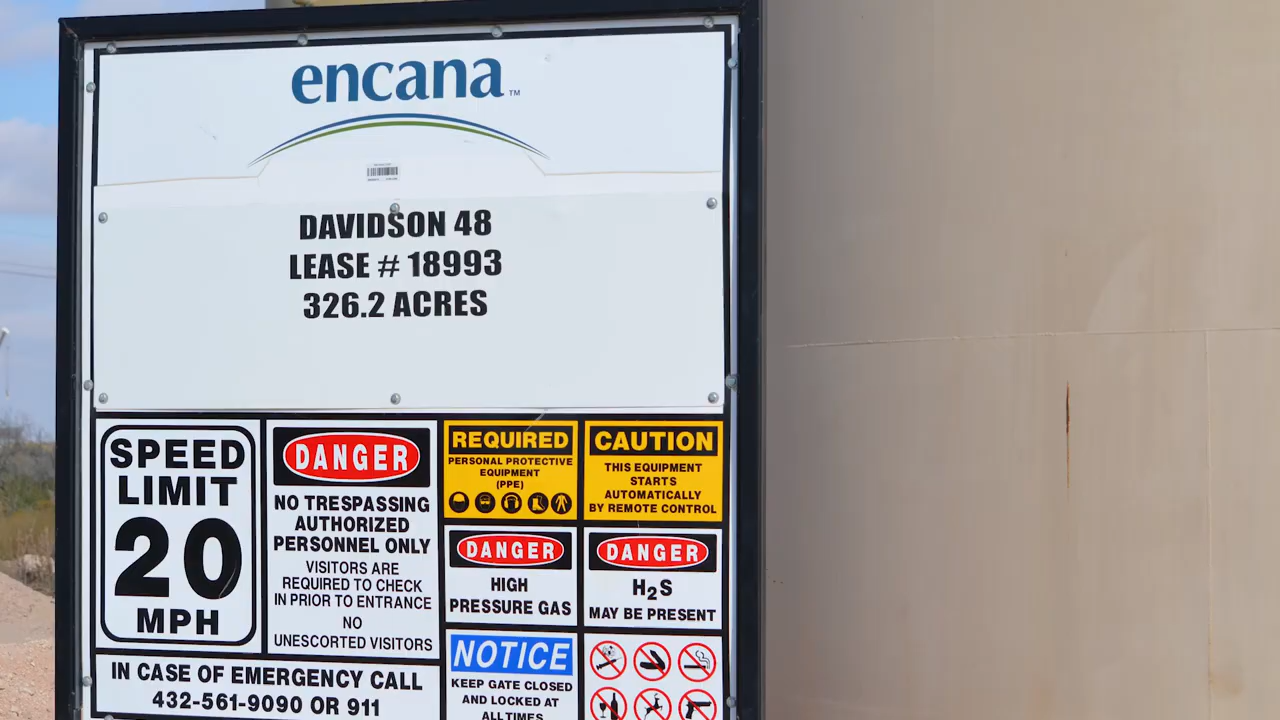 encana™
DAVIDSON 48
LEASE # 18993
326.2 ACRES
SPEED
LIMIT
20
MPH
DANGER
NO TRESPASSING
AUTHORIZED
PERSONNEL ONLY
VISITORS ARE
REQUIRED TO CHECK
IN PRIOR TO ENTRANCE
NO
UNESCORTED VISITORS
REQUIRED
PERSONAL PROTECTIVE
EQUIPMENT
(PPE)
CAUTION
THIS EQUIPMENT
STARTS
AUTOMATICALLY
BY REMOTE CONTROL
DANGER
HIGH
PRESSURE GAS
DANGER
H2S
MAY BE PRESENT
NOTICE
KEEP GATE CLOSED
AND LOCKED AT
ALL TIMES
IN CASE OF EMERGENCY CALL
432-561-9090 OR 911